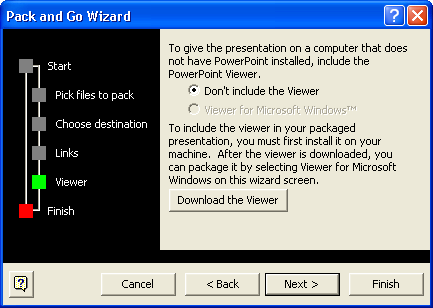 Pack and Go Wizard
Start
Pick files to pack
Choose destination
Links
Viewer
Finish
To give the presentation on a computer that does
not have PowerPoint installed, include the
PowerPoint Viewer.
Don't include the Viewer
Viewer for Microsoft Windows™
To include the viewer in your packaged
presentation, you must first install it on your
machine.  After the viewer is downloaded, you
can package it by selecting Viewer for Microsoft
Windows on this wizard screen.
Download the Viewer
Cancel
< Back
Next >
Finish